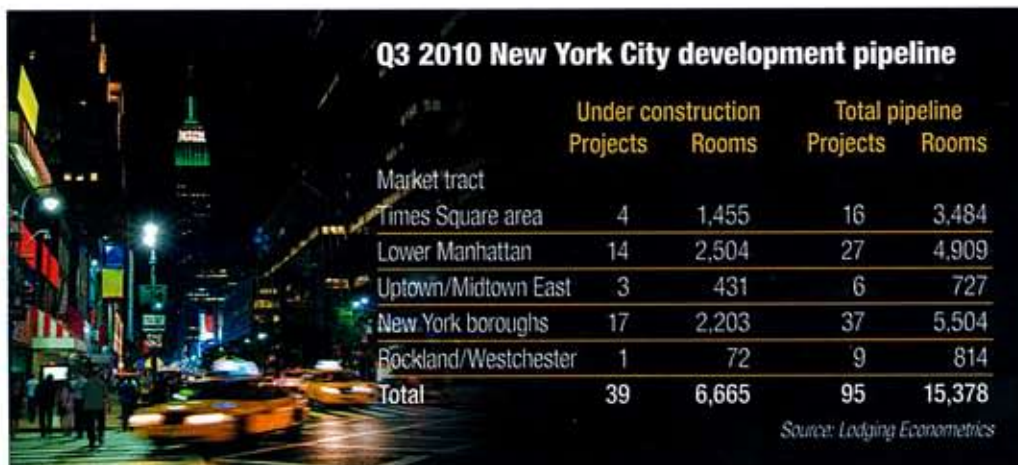 Q3 2010 New York City development pipeline
Under construction Total pipeline
Projects Rooms Projects Rooms
Market tract
Times Square area 4 1,455 16 3,484
Lower Manhattan 14 2,504 27 4,909
Uptown/Midtown East 3 431 6 727
New York boroughs 17 2,203 37 5,504
Rockland/Westchester 1 72 9 814
Total 39 6,665 95 15,378
Source: Lodging Econometrics